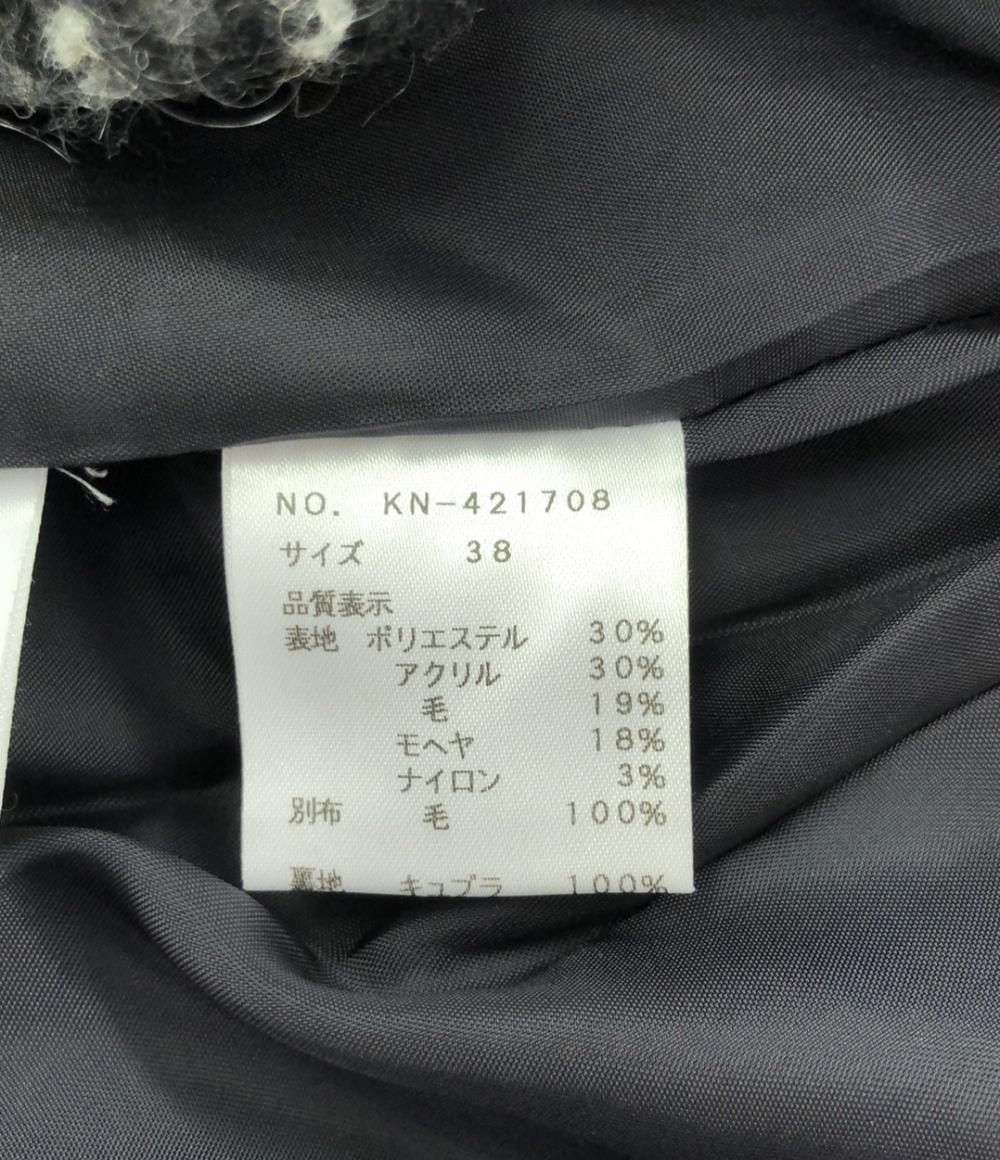 NO. KN-421708
サイズ 38
品質表示
表地 ポリエステル 30%
アクリル 30%
毛 19%
モヘヤ 18%
ナイロン 3%
別布 毛 100%
裏地 キュプラ 100%